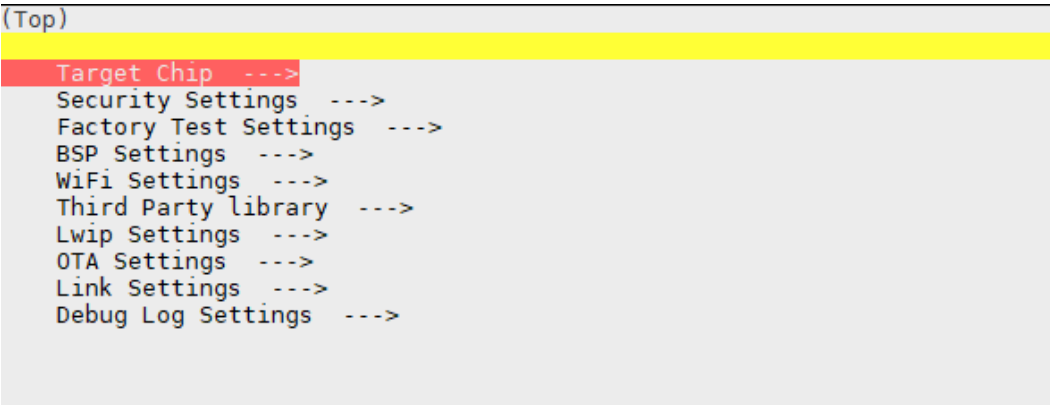 (Top)
Target Chip  --->
Security Settings  --->
Factory Test Settings  --->
BSP Settings  --->
WiFi Settings  --->
Third Party library  --->
Lwip Settings  --->
OTA Settings  --->
Link Settings  --->
Debug Log Settings  --->